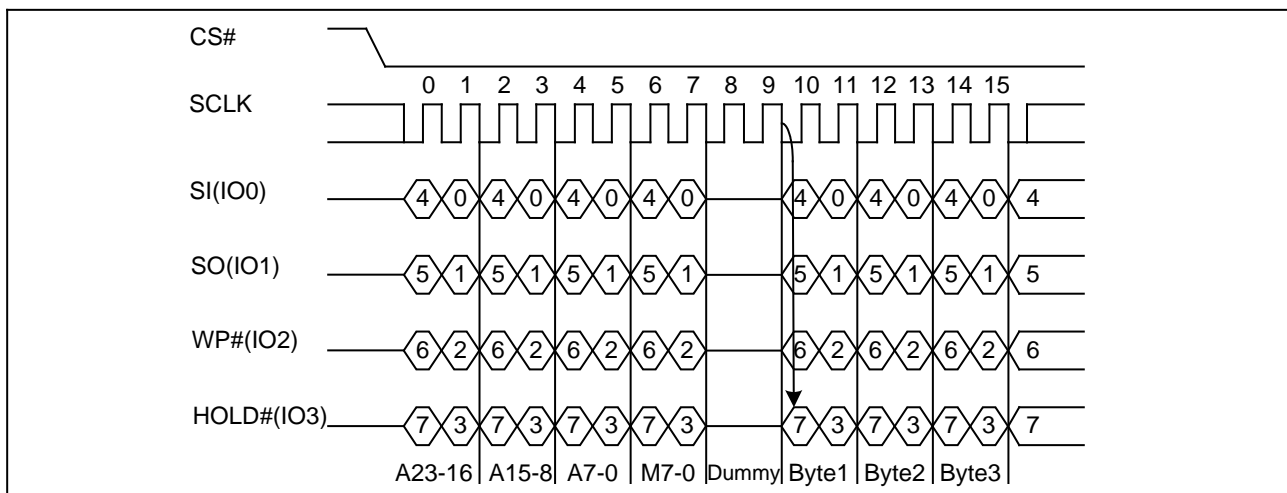 CS#
0 1 2 3 4 5 6 7 8 9 10 11 12 13 14 15
SCLK
SI(IO0) 4 0 4 0 4 0 4 0 4 0 4 0 4 0 4
SO(IO1) 5 1 5 1 5 1 5 1 5 1 5 1 5 1 5
WP#(IO2) 6 2 6 2 6 2 6 2 6 2 6 2 6 2 6
HOLD#(IO3) 7 3 7 3 7 3 7 3 7 3 7 3 7 3 7
A23-16 A15-8 A7-0 M7-0 Dummy Byte1 Byte2 Byte3